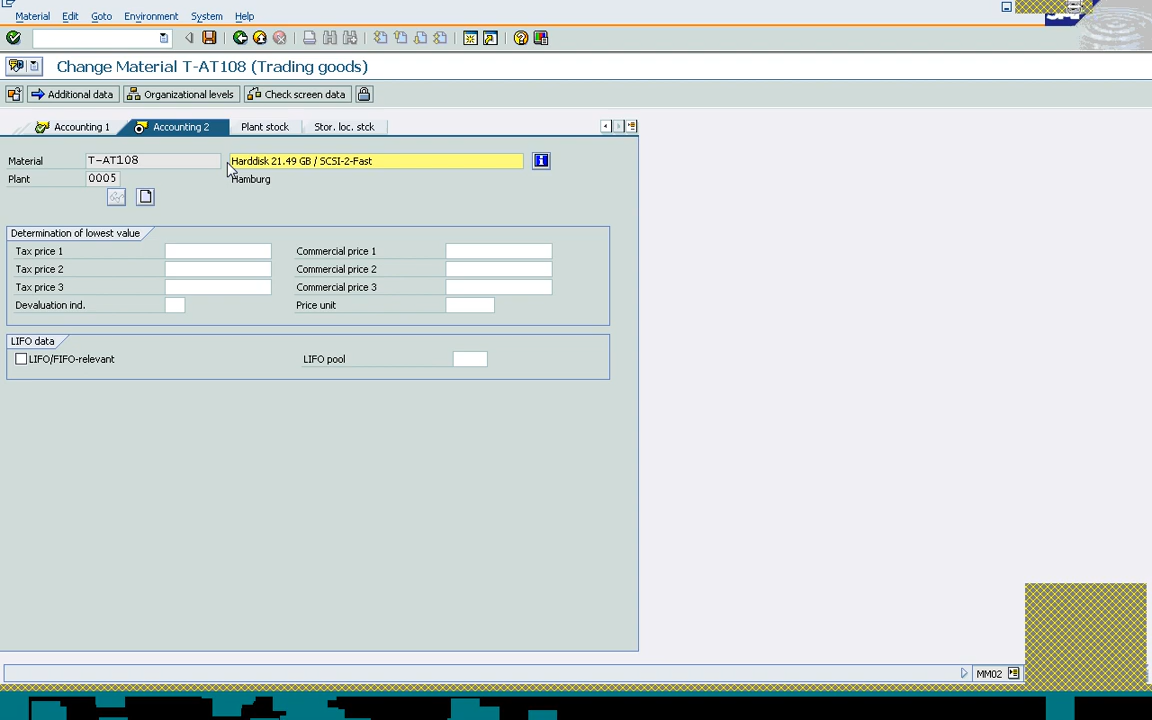 Material Edit Goto Environment System Help
Change Material T-AT108 (Trading goods)
Additional data Organizational levels Check screen data
Accounting 1 Accounting 2 Plant stock Stor. loc. stck
Material T-AT108 Harddisk 21.49 GB / SCSI-2-Fast
Plant 0005 Hamburg
Determination of lowest value
Tax price 1 Commercial price 1
Tax price 2 Commercial price 2
Tax price 3 Commercial price 3
Devaluation ind. Price unit
LIFO data
LIFO/FIFO-relevant LIFO pool
MM02